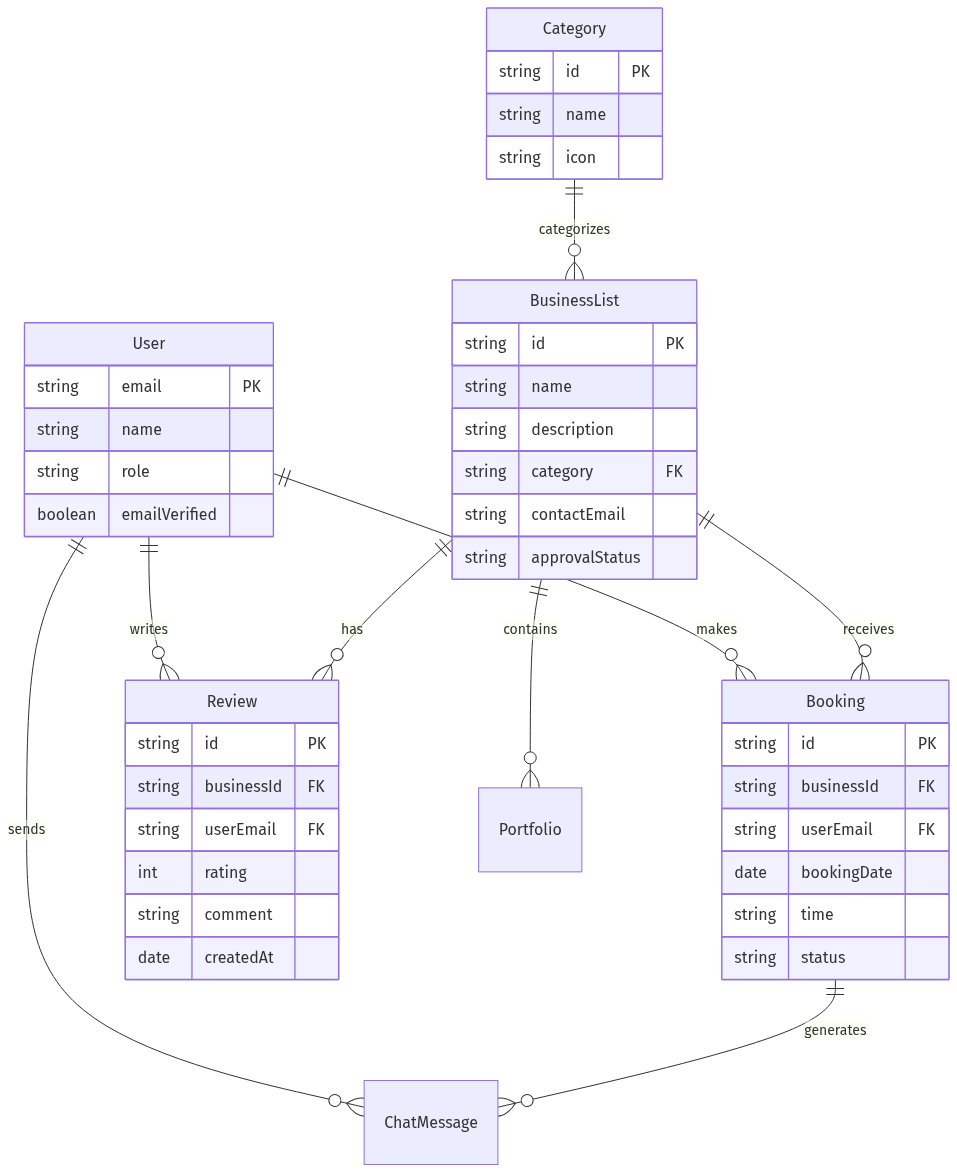 Category
string id PK
string name
string icon
categorizes
BusinessList
string id PK
string name
string description
string category FK
string contactEmail
string approvalStatus
User
string email PK
string name
string role
boolean emailVerified
writes
has
contains
makes
receives
Review
string id PK
string businessId FK
string userEmail FK
int rating
string comment
date createdAt
Portfolio
Booking
string id PK
string businessId FK
string userEmail FK
date bookingDate
string time
string status
sends
generates
ChatMessage